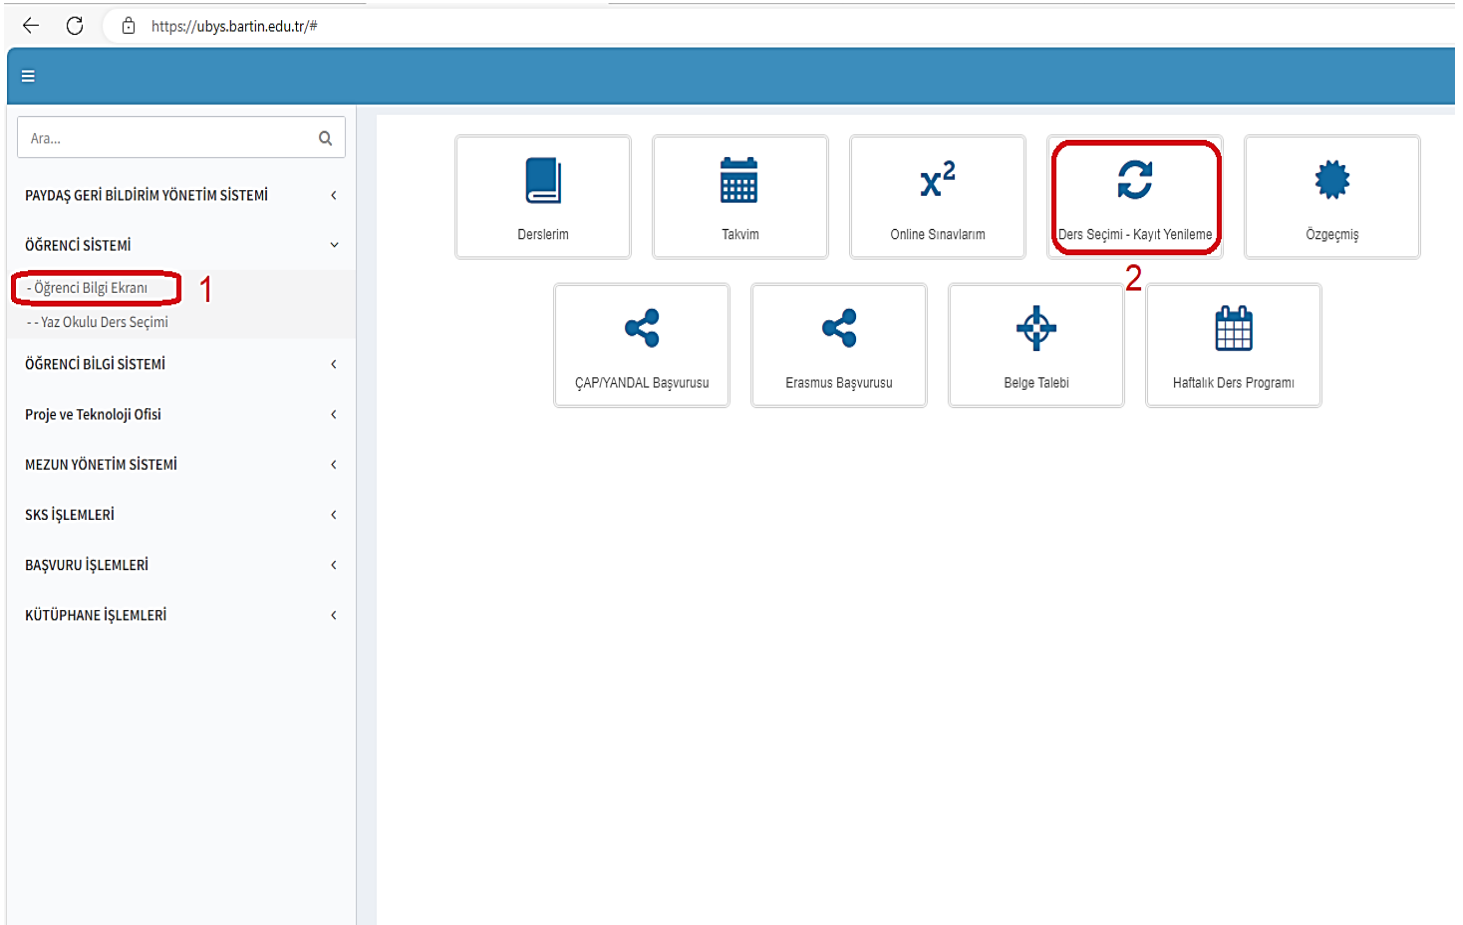 https://ubys.bartin.edu.tr/#
Ara...
PAYDAŞ GERİ BİLDİRİM YÖNETİM SİSTEMİ
ÖĞRENCİ SİSTEMİ
- Öğrenci Bilgi Ekranı
1
- - Yaz Okulu Ders Seçimi
ÖĞRENCİ BİLGİ SİSTEMİ
Proje ve Teknoloji Ofisi
MEZUN YÖNETİM SİSTEMİ
SKS İŞLEMLERİ
BAŞVURU İŞLEMLERİ
KÜTÜPHANE İŞLEMLERİ
x²
Derslerim
Takvim
Online Sınavlarım
Ders Seçimi - Kayıt Yenileme
Özgeçmiş
2
ÇAP/YANDAL Başvurusu
Erasmus Başvurusu
Belge Talebi
Haftalık Ders Programı